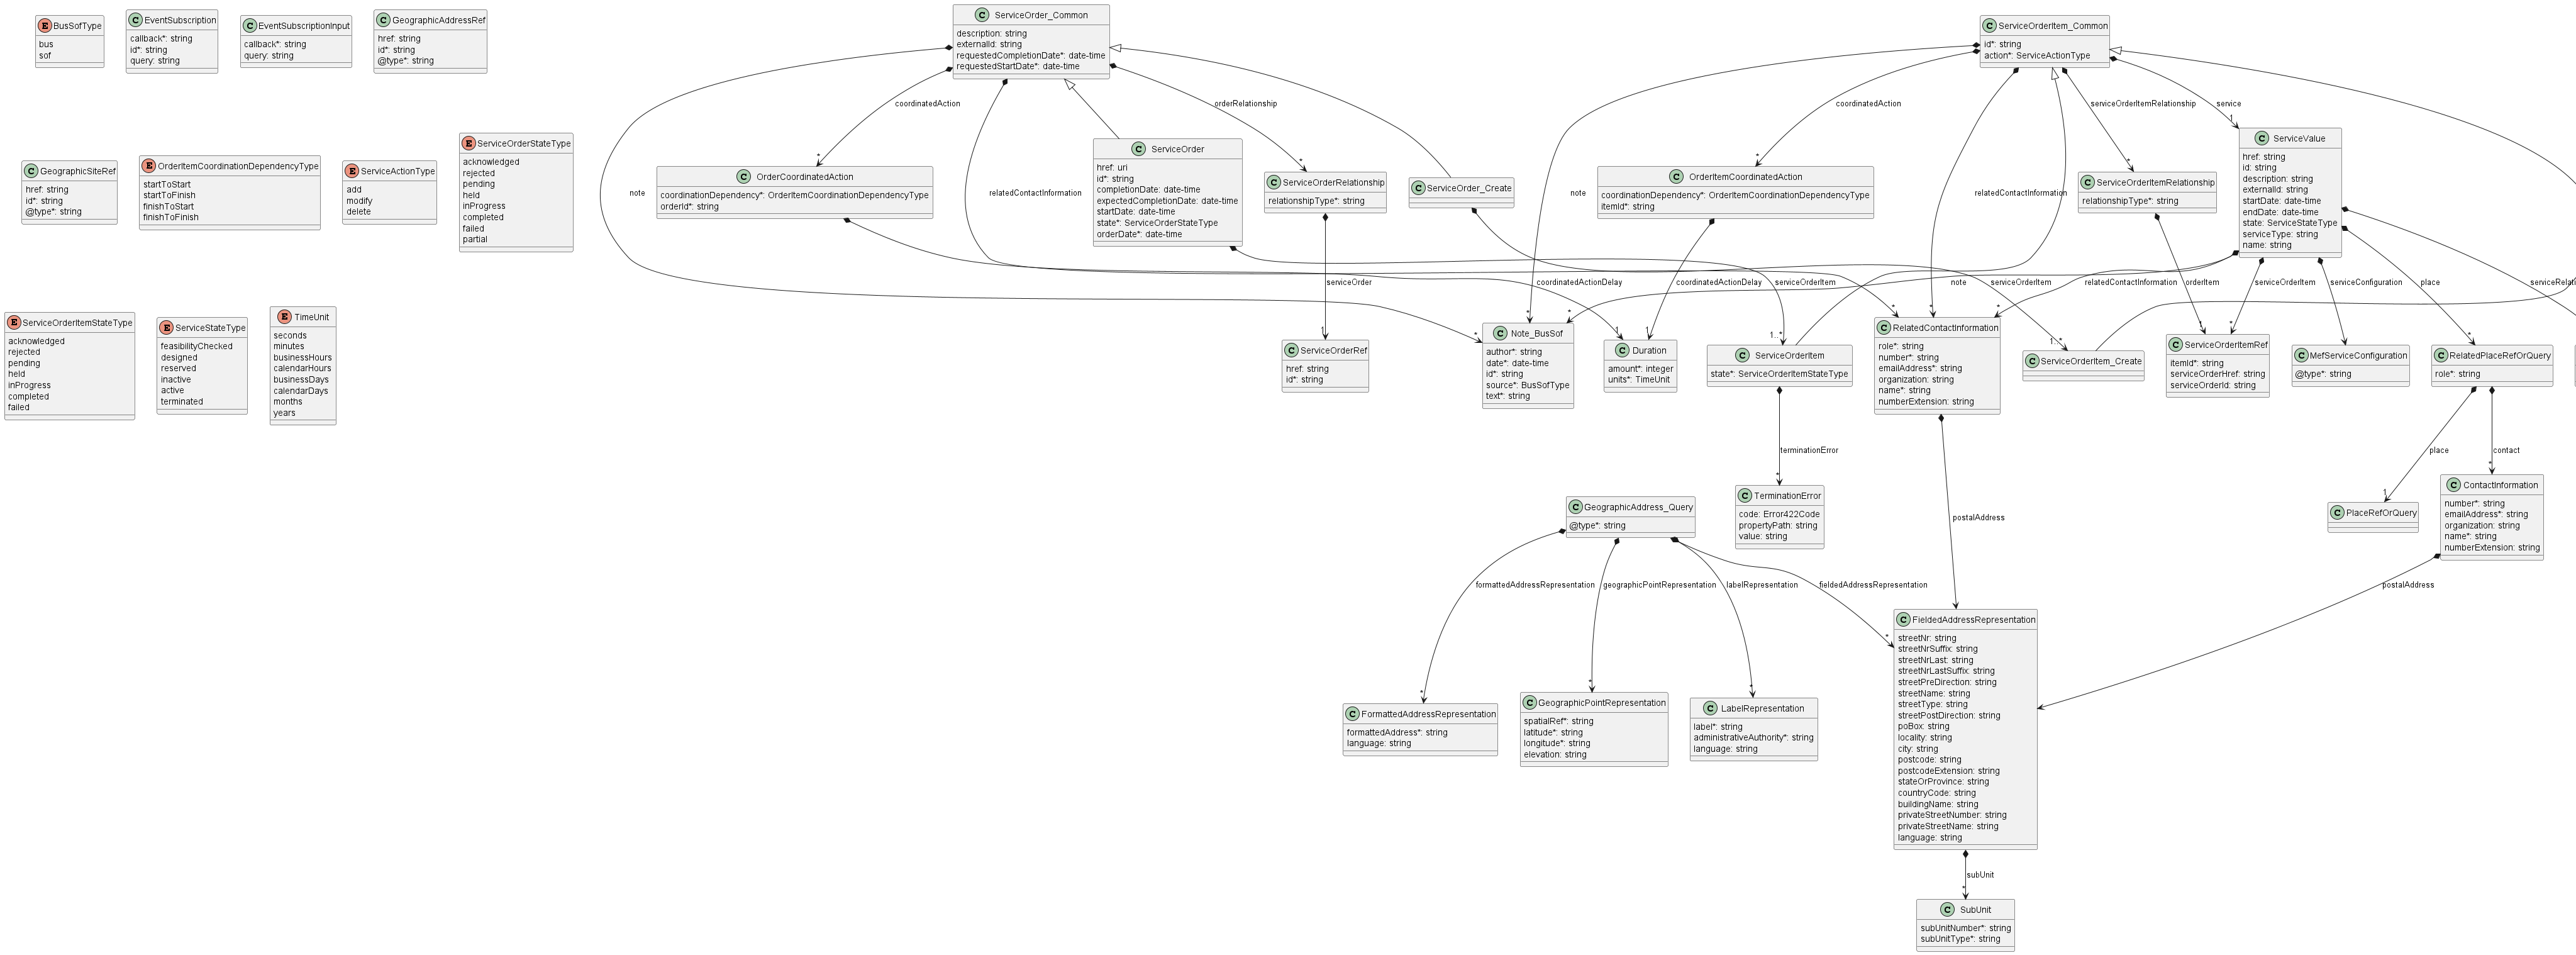 E BusSofType
bus
sof
C EventSubscription
callback*: string
id*: string
query: string
C EventSubscriptionInput
callback*: string
query: string
C GeographicAddressRef
href: string
id*: string
@type*: string
C GeographicSiteRef
href: string
id*: string
@type*: string
E OrderItemCoordinationDependencyType
startToStart
startToFinish
finishToStart
finishToFinish
E ServiceActionType
add
modify
delete
E ServiceOrderStateType
acknowledged
rejected
pending
held
inProgress
completed
failed
partial
E ServiceOrderItemStateType
acknowledged
rejected
pending
held
inProgress
completed
failed
E ServiceStateType
feasibilityChecked
designed
reserved
inactive
active
terminated
E TimeUnit
seconds
minutes
businessHours
calendarHours
businessDays
calendarDays
months
years
C ServiceOrder_Common
description: string
externalId: string
requestedCompletionDate*: date-time
requestedStartDate*: date-time
C ServiceOrderItem_Common
id*: string
action*: ServiceActionType
coordinatedAction
*
orderRelationship
*
coordinatedAction
*
serviceOrderItemRelationship
*
service
1
C OrderCoordinatedAction
coordinationDependency*: OrderItemCoordinationDependencyType
orderId*: string
note
relatedContactInformation
C ServiceOrder
href: uri
id*: string
completionDate: date-time
expectedCompletionDate: date-time
startDate: date-time
state*: ServiceOrderStateType
orderDate*: date-time
C ServiceOrderRelationship
relationshipType*: string
C ServiceOrder_Create
note
C OrderItemCoordinatedAction
coordinationDependency*: OrderItemCoordinationDependencyType
itemId*: string
relatedContactInformation
C ServiceOrderItemRelationship
relationshipType*: string
C ServiceValue
href: string
id: string
description: string
externalId: string
startDate: date-time
endDate: date-time
state: ServiceStateType
serviceType: string
name: string
serviceOrder
1
coordinatedActionDelay
1
coordinatedActionDelay
1
serviceOrderItem
1..*
serviceOrderItem
1..*
note
*
*
*
relatedContactInformation
*
*
*
orderItem
1
serviceOrderItem
*
serviceConfiguration
place
*
serviceRelati
C ServiceOrderRef
href: string
id*: string
C Note_BusSof
author*: string
date*: date-time
id*: string
source*: BusSofType
text*: string
C Duration
amount*: integer
units*: TimeUnit
C ServiceOrderItem
state*: ServiceOrderItemStateType
C RelatedContactInformation
role*: string
number*: string
emailAddress*: string
organization: string
name*: string
numberExtension: string
C ServiceOrderItem_Create
C ServiceOrderItemRef
itemId*: string
serviceOrderHref: string
serviceOrderId: string
C MefServiceConfiguration
@type*: string
C RelatedPlaceRefOrQuery
role*: string
terminationError
*
place
1
contact
*
C GeographicAddress_Query
@type*: string
C TerminationError
code: Error422Code
propertyPath: string
value: string
postalAddress
C PlaceRefOrQuery
C ContactInformation
number*: string
emailAddress*: string
organization: string
name*: string
numberExtension: string
formattedAddressRepresentation
*
geographicPointRepresentation
*
labelRepresentation
*
fieldedAddressRepresentation
*
postalAddress
C FormattedAddressRepresentation
formattedAddress*: string
language: string
C GeographicPointRepresentation
spatialRef*: string
latitude*: string
longitude*: string
elevation: string
C LabelRepresentation
label*: string
administrativeAuthority*: string
language: string
C FieldedAddressRepresentation
streetNr: string
streetNrSuffix: string
streetNrLast: string
streetNrLastSuffix: string
streetPreDirection: string
streetName: string
streetType: string
streetPostDirection: string
poBox: string
locality: string
city: string
postcode: string
postcodeExtension: string
stateOrProvince: string
countryCode: string
buildingName: string
privateStreetNumber: string
privateStreetName: string
language: string
subUnit
*
C SubUnit
subUnitNumber*: string
subUnitType*: string